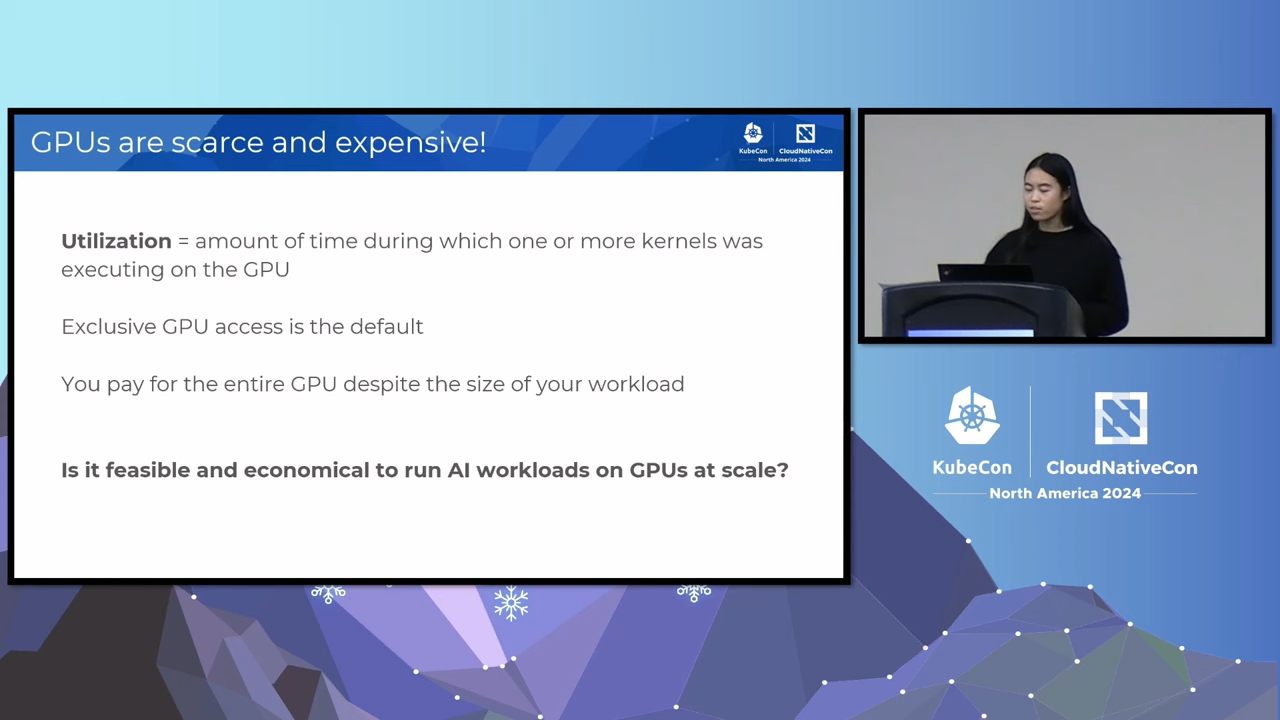 GPUs are scarce and expensive!
KubeCon
CloudNativeCon
North America 2024
Utilization = amount of time during which one or more kernels was
executing on the GPU
Exclusive GPU access is the default
You pay for the entire GPU despite the size of your workload
Is it feasible and economical to run AI workloads on GPUs at scale?
KubeCon
CloudNativeCon
North America 2024